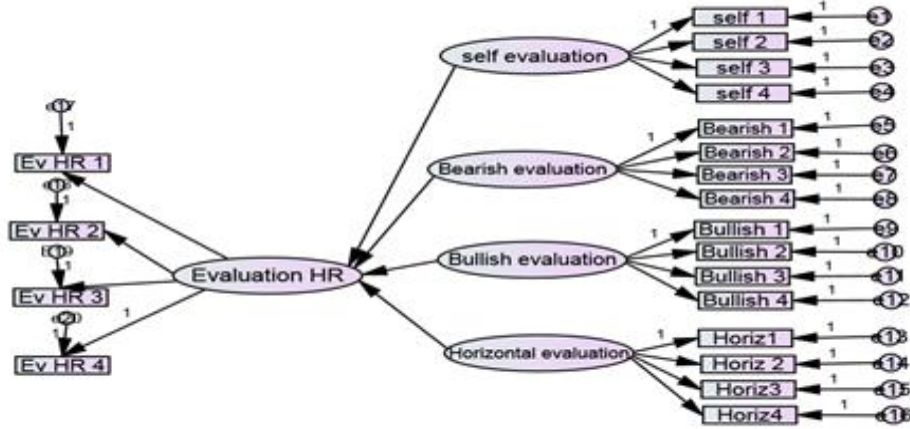 self evaluation
1
self 1
1
e1
self 2
1
e2
self 3
1
e3
self 4
1
e4
Bearish evaluation
1
Bearish 1
1
e5
Bearish 2
1
e6
Bearish 3
1
e7
Bearish 4
1
e8
Bullish evaluation
1
Bullish 1
1
e9
Bullish 2
1
e10
Bullish 3
1
e11
Bullish 4
1
e12
Horizontal evaluation
1
Horiz1
1
e13
Horiz 2
1
e14
Horiz3
1
e15
Horiz4
1
e16
Evaluation HR
1
1
Ev HR 1
1
Ev HR 2
1
Ev HR 3
1
Ev HR 4